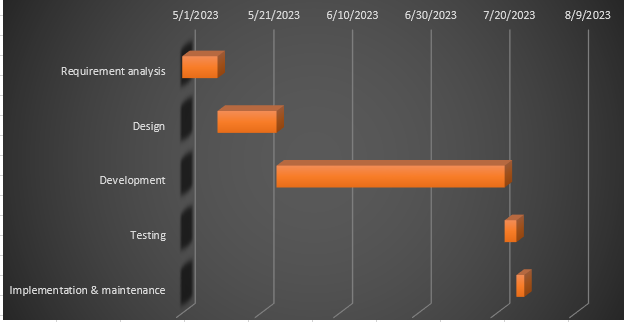 5/1/2023 5/21/2023 6/10/2023 6/30/2023 7/20/2023 8/9/2023
Requirement analysis
Design
Development
Testing
Implementation & maintenance